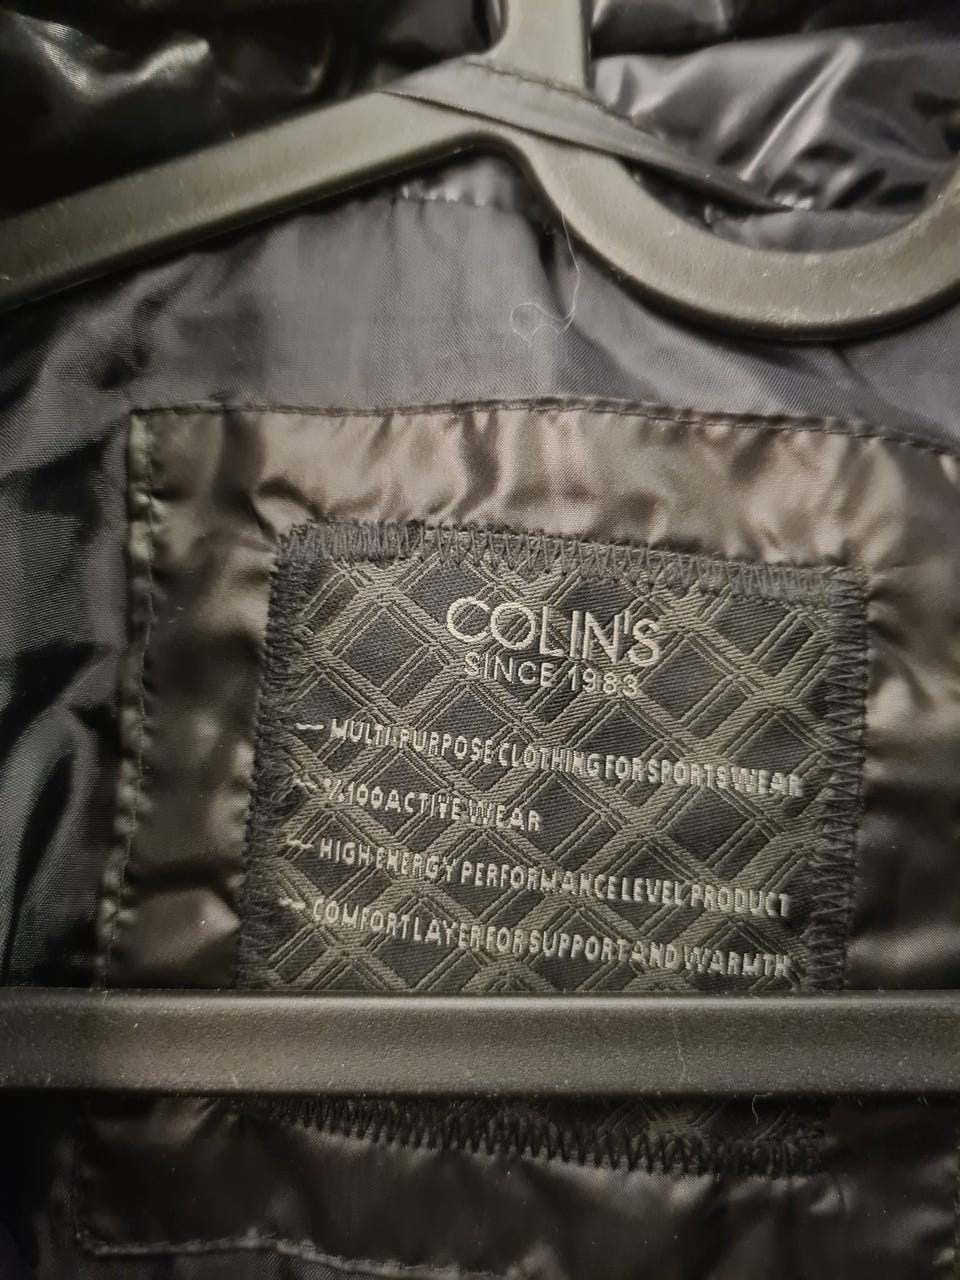 COLIN'S
SINCE 1983
— MULTI-PURPOSE CLOTHING FOR SPORTSWEAR
— %100 ACTIVE WEAR
— HIGH ENERGY PERFORMANCE LEVEL PRODUCT
— COMFORT LAYER FOR SUPPORT AND WARMTH